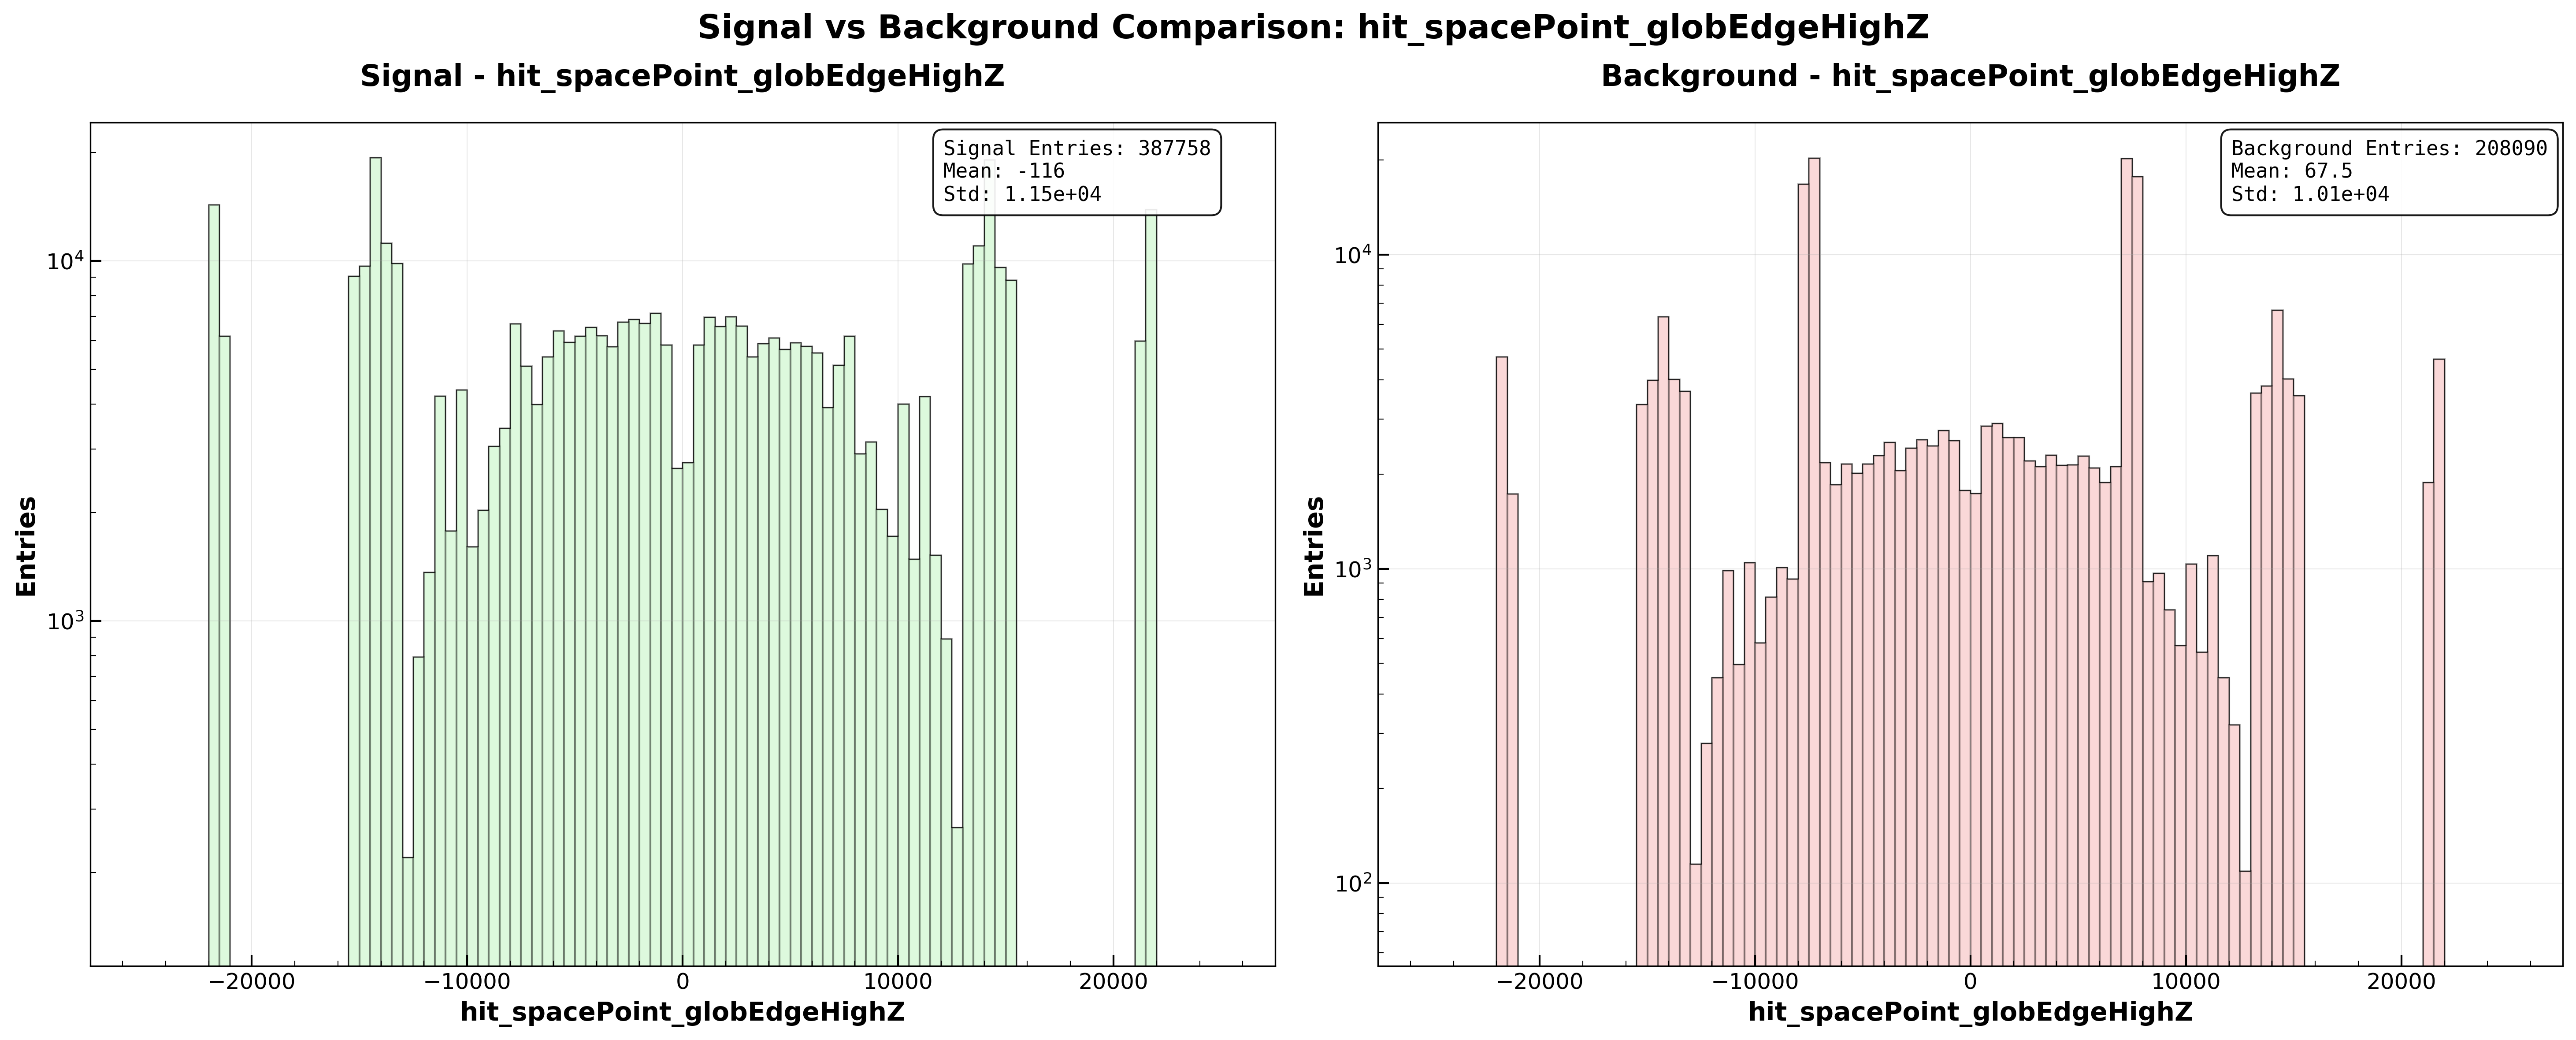 Signal vs Background Comparison: hit_spacePoint_globEdgeHighZ
Signal - hit_spacePoint_globEdgeHighZ
Signal Entries: 387758
Mean: -116
Std: 1.15e+04
10⁴
10³
Entries
−20000 −10000 0 10000 20000
hit_spacePoint_globEdgeHighZ
Background - hit_spacePoint_globEdgeHighZ
Background Entries: 208090
Mean: 67.5
Std: 1.01e+04
10⁴
10³
10²
Entries
−20000 −10000 0 10000 20000
hit_spacePoint_globEdgeHighZ